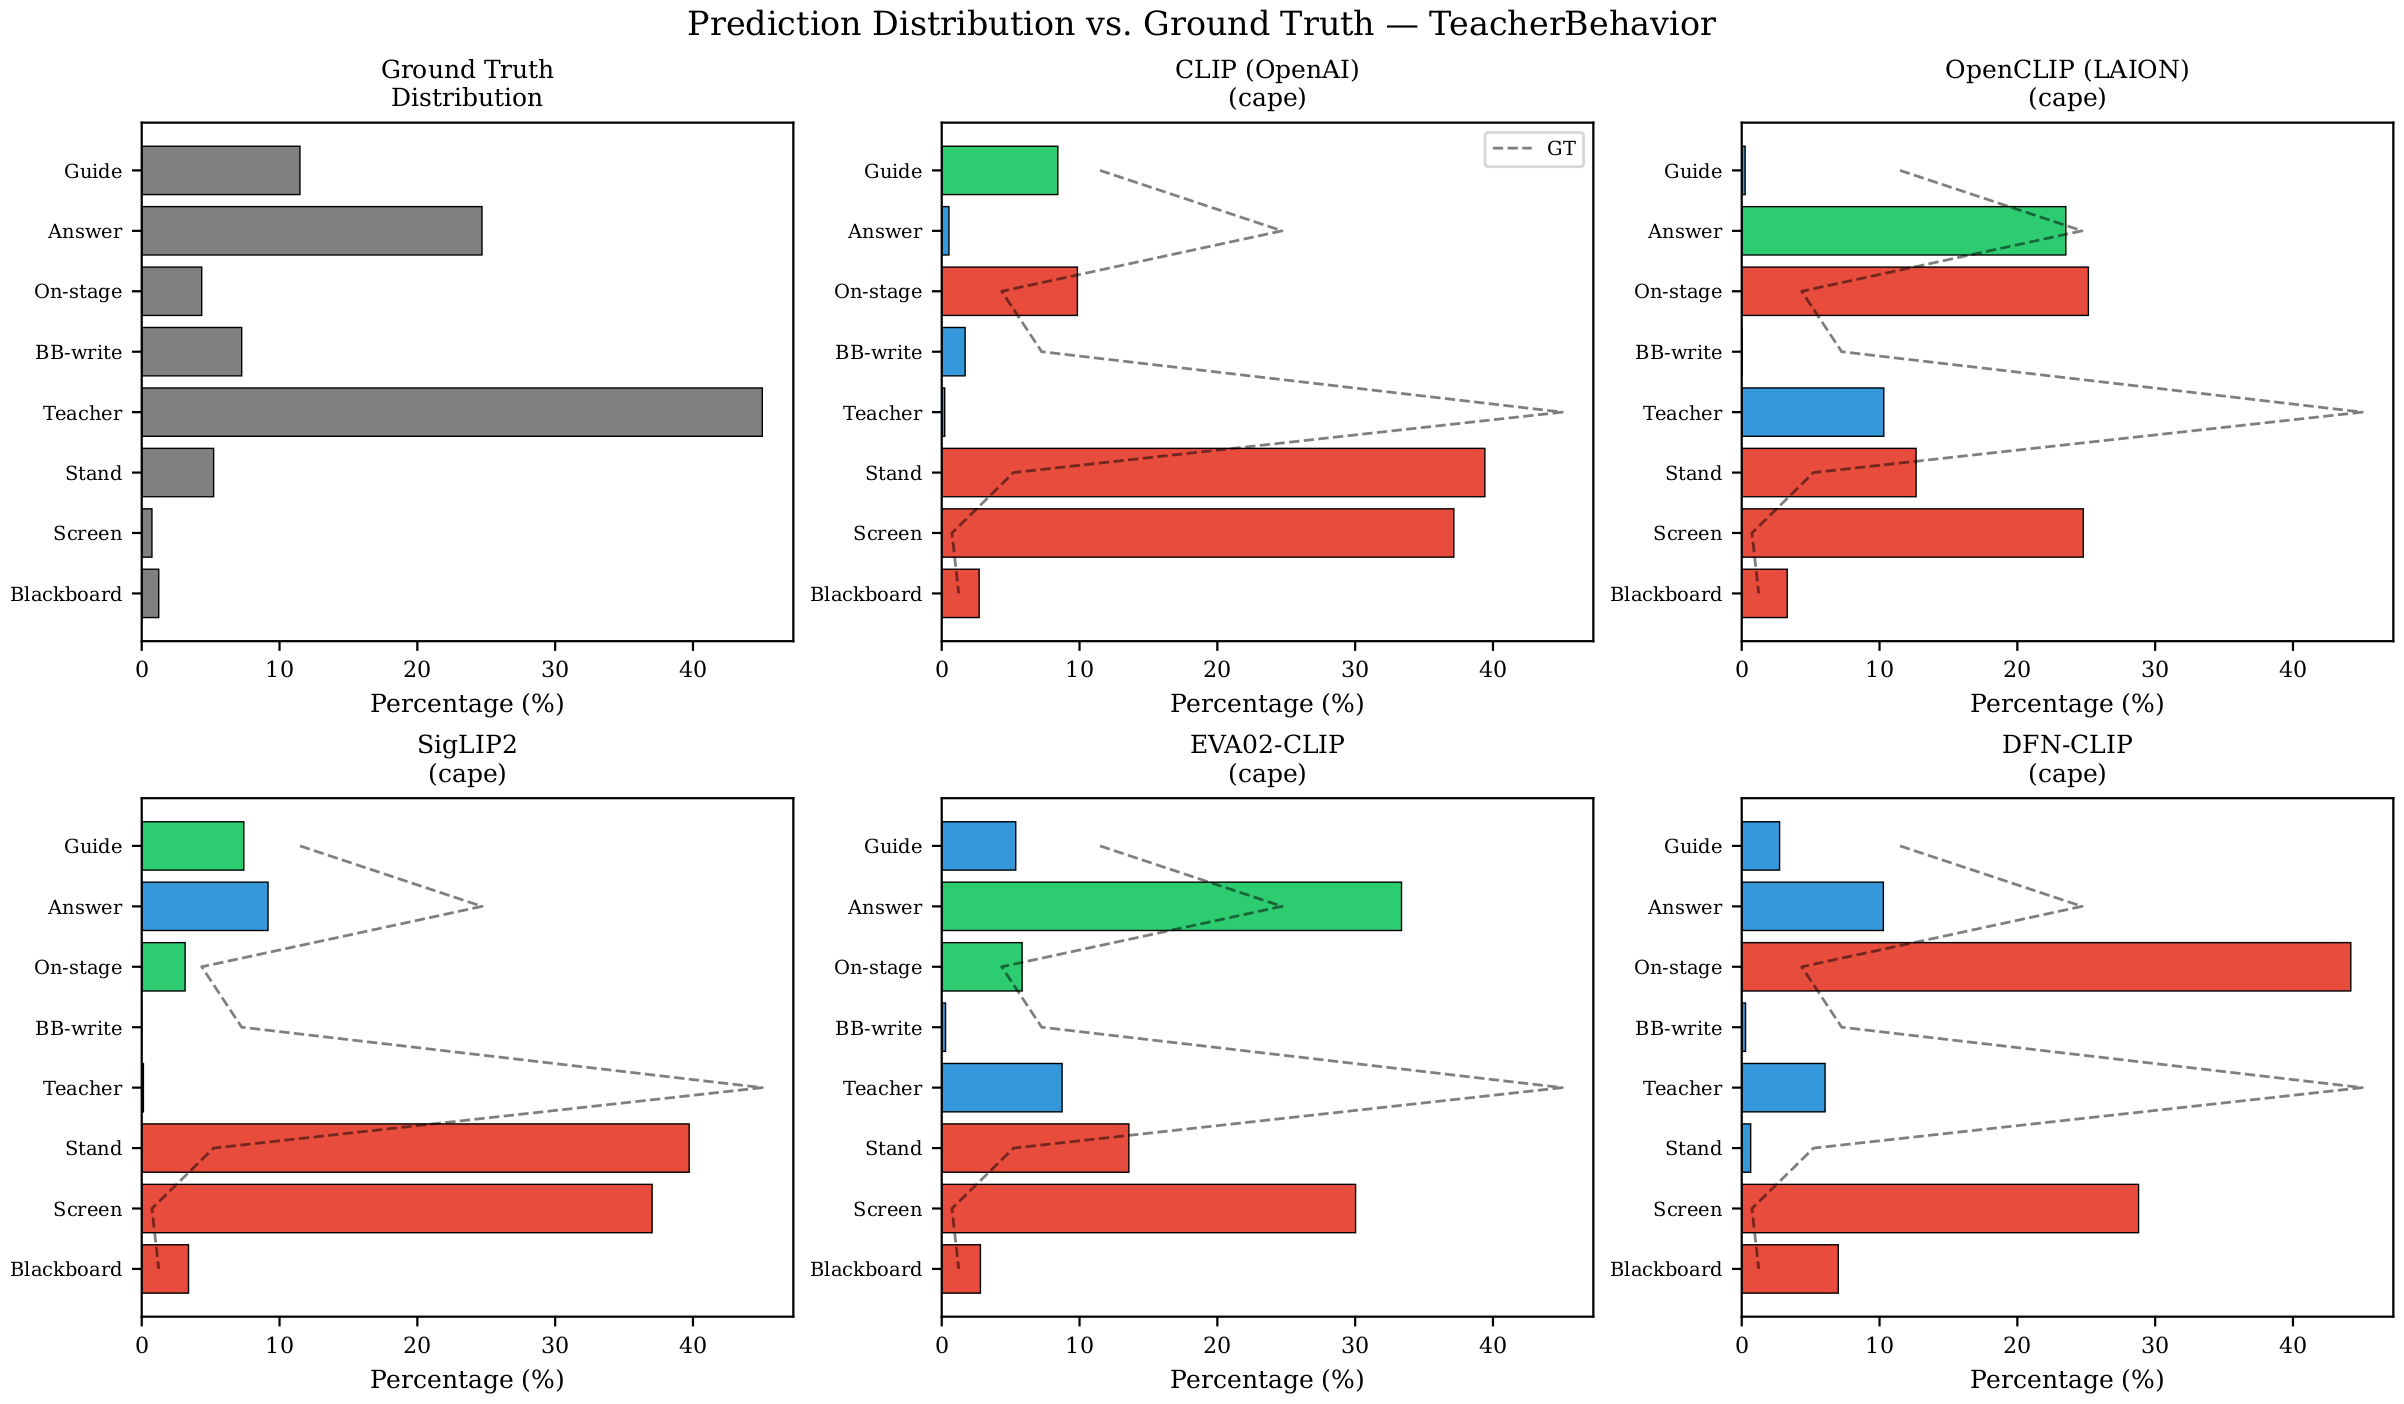 Prediction Distribution vs. Ground Truth — TeacherBehavior
Ground Truth
Distribution
Guide
Answer
On-stage
BB-write
Teacher
Stand
Screen
Blackboard
0 10 20 30 40
Percentage (%)
CLIP (OpenAI)
(cape)
GT
Guide
Answer
On-stage
BB-write
Teacher
Stand
Screen
Blackboard
0 10 20 30 40
Percentage (%)
OpenCLIP (LAION)
(cape)
Guide
Answer
On-stage
BB-write
Teacher
Stand
Screen
Blackboard
0 10 20 30 40
Percentage (%)
SigLIP2
(cape)
Guide
Answer
On-stage
BB-write
Teacher
Stand
Screen
Blackboard
0 10 20 30 40
Percentage (%)
EVA02-CLIP
(cape)
Guide
Answer
On-stage
BB-write
Teacher
Stand
Screen
Blackboard
0 10 20 30 40
Percentage (%)
DFN-CLIP
(cape)
Guide
Answer
On-stage
BB-write
Teacher
Stand
Screen
Blackboard
0 10 20 30 40
Percentage (%)